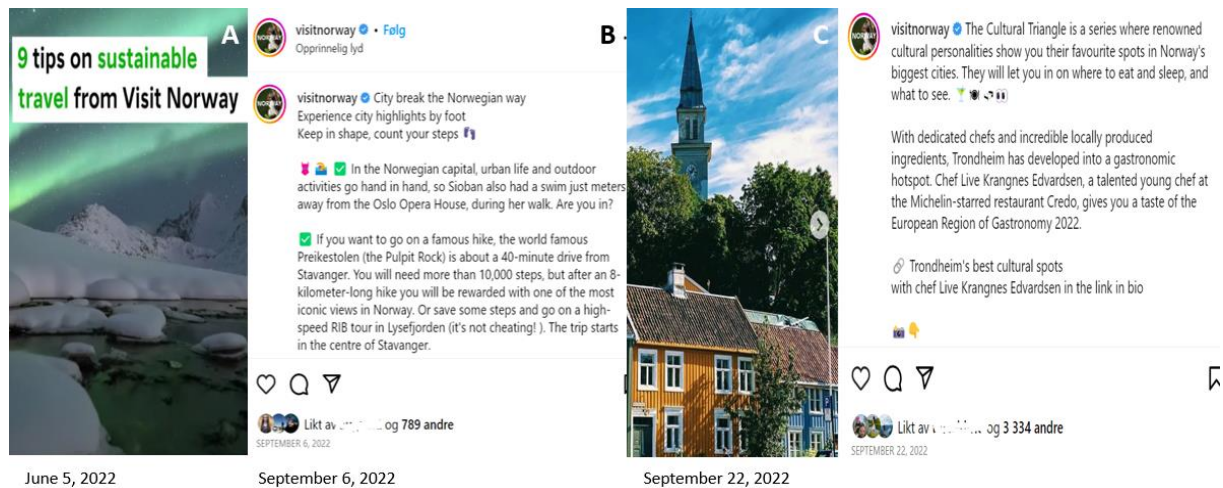 A
9 tips on sustainable
travel from Visit Norway
June 5, 2022
NORWAY
visitnorway • Følg
Opprinnelig lyd
B
NORWAY
visitnorway City break the Norwegian way
Experience city highlights by foot
Keep in shape, count your steps
In the Norwegian capital, urban life and outdoor
activities go hand in hand, so Sioban also had a swim just meters
away from the Oslo Opera House, during her walk. Are you in?
If you want to go on a famous hike, the world famous
Preikestolen (the Pulpit Rock) is about a 40-minute drive from
Stavanger. You will need more than 10,000 steps, but after an 8-
kilometer-long hike you will be rewarded with one of the most
iconic views in Norway. Or save some steps and go on a high-
speed RIB tour in Lysefjorden (it's not cheating! ). The trip starts
in the centre of Stavanger.
Likt av og 789 andre
SEPTEMBER 6, 2022
September 6, 2022
C
September 22, 2022
NORWAY
visitnorway The Cultural Triangle is a series where renowned
cultural personalities show you their favourite spots in Norway's
biggest cities. They will let you in on where to eat and sleep, and
what to see.
With dedicated chefs and incredible locally produced
ingredients, Trondheim has developed into a gastronomic
hotspot. Chef Live Krangnes Edvardsen, a talented young chef at
the Michelin-starred restaurant Credo, gives you a taste of the
European Region of Gastronomy 2022.
Trondheim's best cultural spots
with chef Live Krangnes Edvardsen in the link in bio
Likt av og 3 334 andre
SEPTEMBER 22, 2022